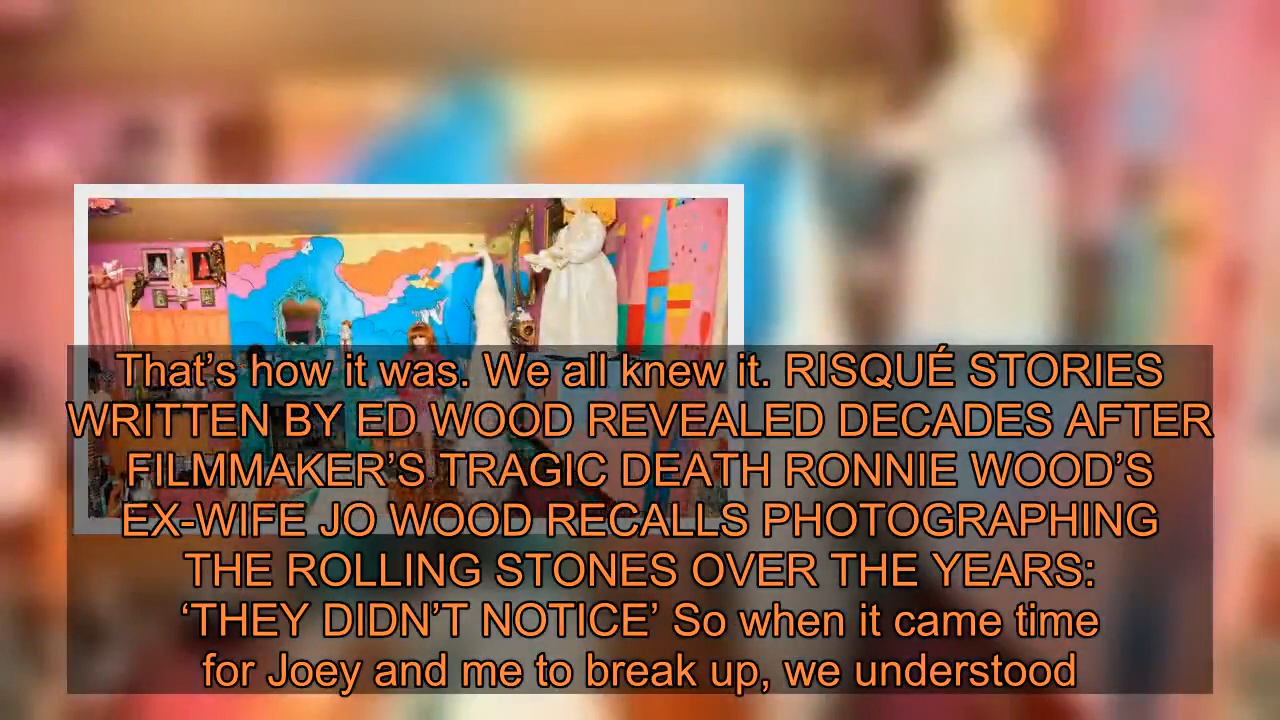 That’s how it was. We all knew it. RISQUÉ STORIES
WRITTEN BY ED WOOD REVEALED DECADES AFTER
FILMMAKER’S TRAGIC DEATH RONNIE WOOD’S
EX-WIFE JO WOOD RECALLS PHOTOGRAPHING
THE ROLLING STONES OVER THE YEARS:
‘THEY DIDN’T NOTICE’ So when it came time
for Joey and me to break up, we understood